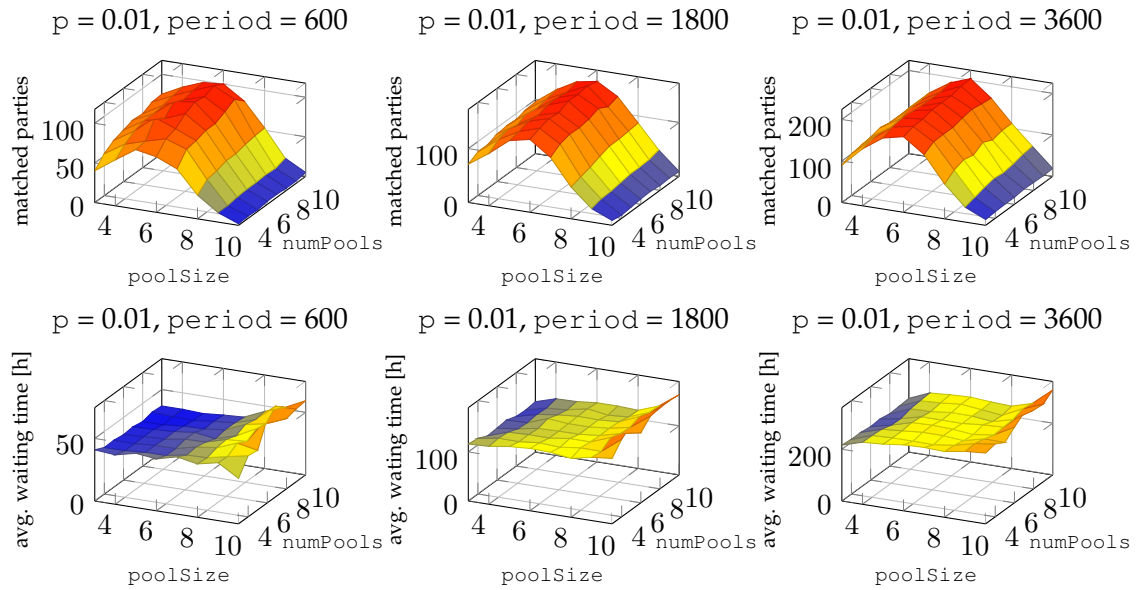 p = 0.01, period = 600
p = 0.01, period = 1800
p = 0.01, period = 3600
matched parties
0
50
100
4
6
8
10
poolSize
4
6
8
10
numPools
matched parties
0
100
4
6
8
10
poolSize
4
6
8
10
numPools
matched parties
0
100
200
4
6
8
10
poolSize
4
6
8
10
numPools
p = 0.01, period = 600
p = 0.01, period = 1800
p = 0.01, period = 3600
avg. waiting time [h]
0
50
4
6
8
10
poolSize
4
6
8
10
numPools
avg. wating time [h]
0
100
4
6
8
10
poolSize
4
6
8
10
numPools
avg. waiting time [h]
0
200
4
6
8
10
poolSize
4
6
8
10
numPools